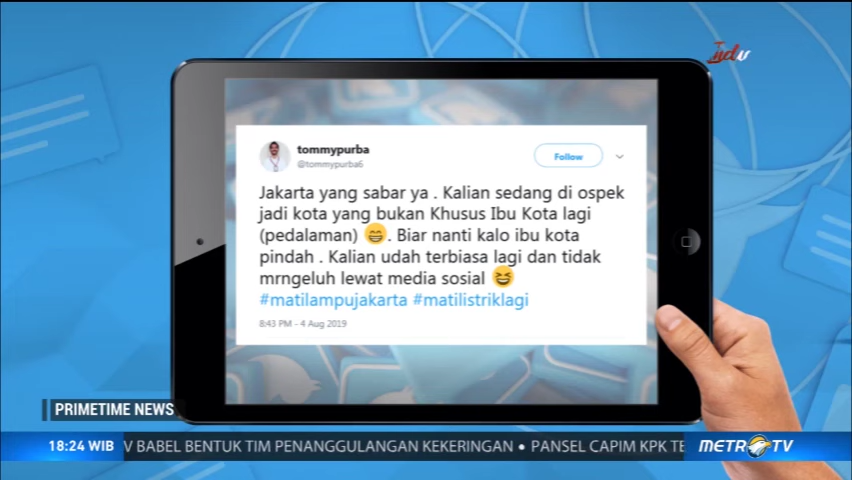 tommypurba
@tommypurba6
Follow
Jakarta yang sabar ya . Kalian sedang di ospek
jadi kota yang bukan Khusus Ibu Kota lagi
(pedalaman) 😁. Biar nanti kalo ibu kota
pindah . Kalian udah terbiasa lagi dan tidak
mrngeluh lewat media sosial 😆
#matilampujakarta #matilistriklagi
8:43 PM - 4 Aug 2019
PRIMETIME NEWS
18:24 WIB
V BABEL BENTUK TIM PENANGGULANGAN KEKERINGAN • PANSEL CAPIM KPK TE
METRO TV